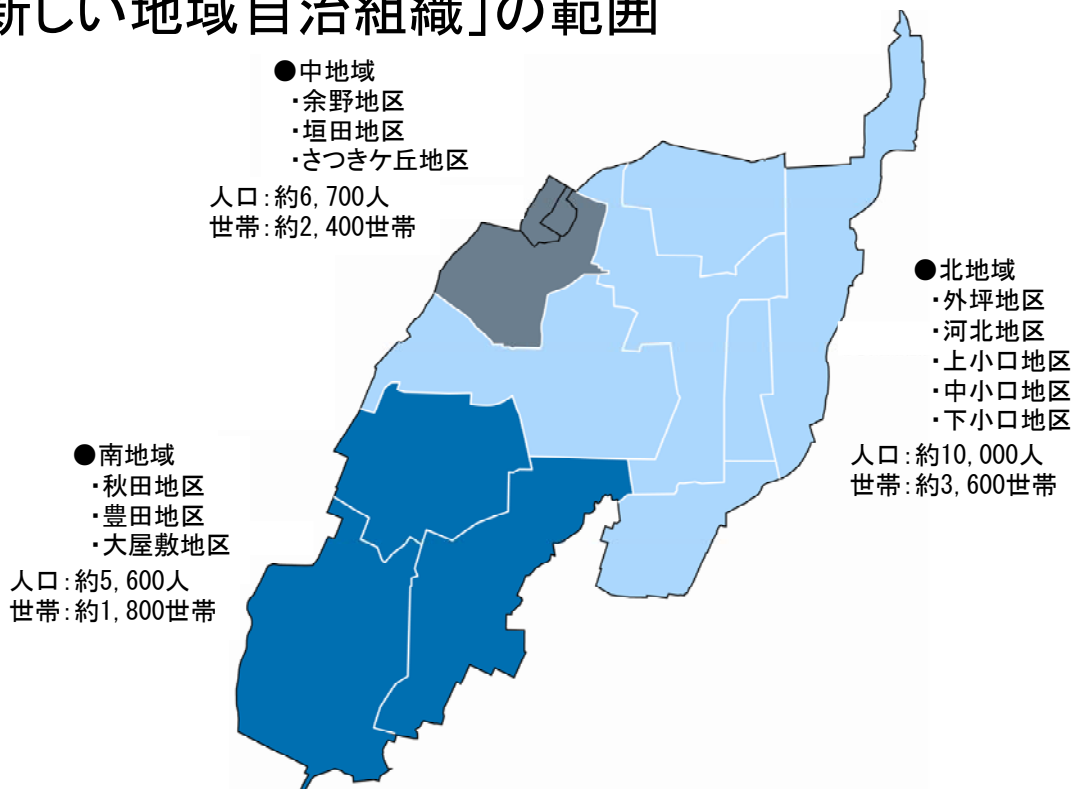 新しい地域自治組織」の範囲
●中地域
・余野地区
・垣田地区
・さつきケ丘地区
人口：約6,700人
世帯：約2,400世帯
●北地域
・外坪地区
・河北地区
・上小口地区
・中小口地区
・下小口地区
人口：約10,000人
世帯：約3,600世帯
●南地域
・秋田地区
・豊田地区
・大屋敷地区
人口：約5,600人
世帯：約1,800世帯